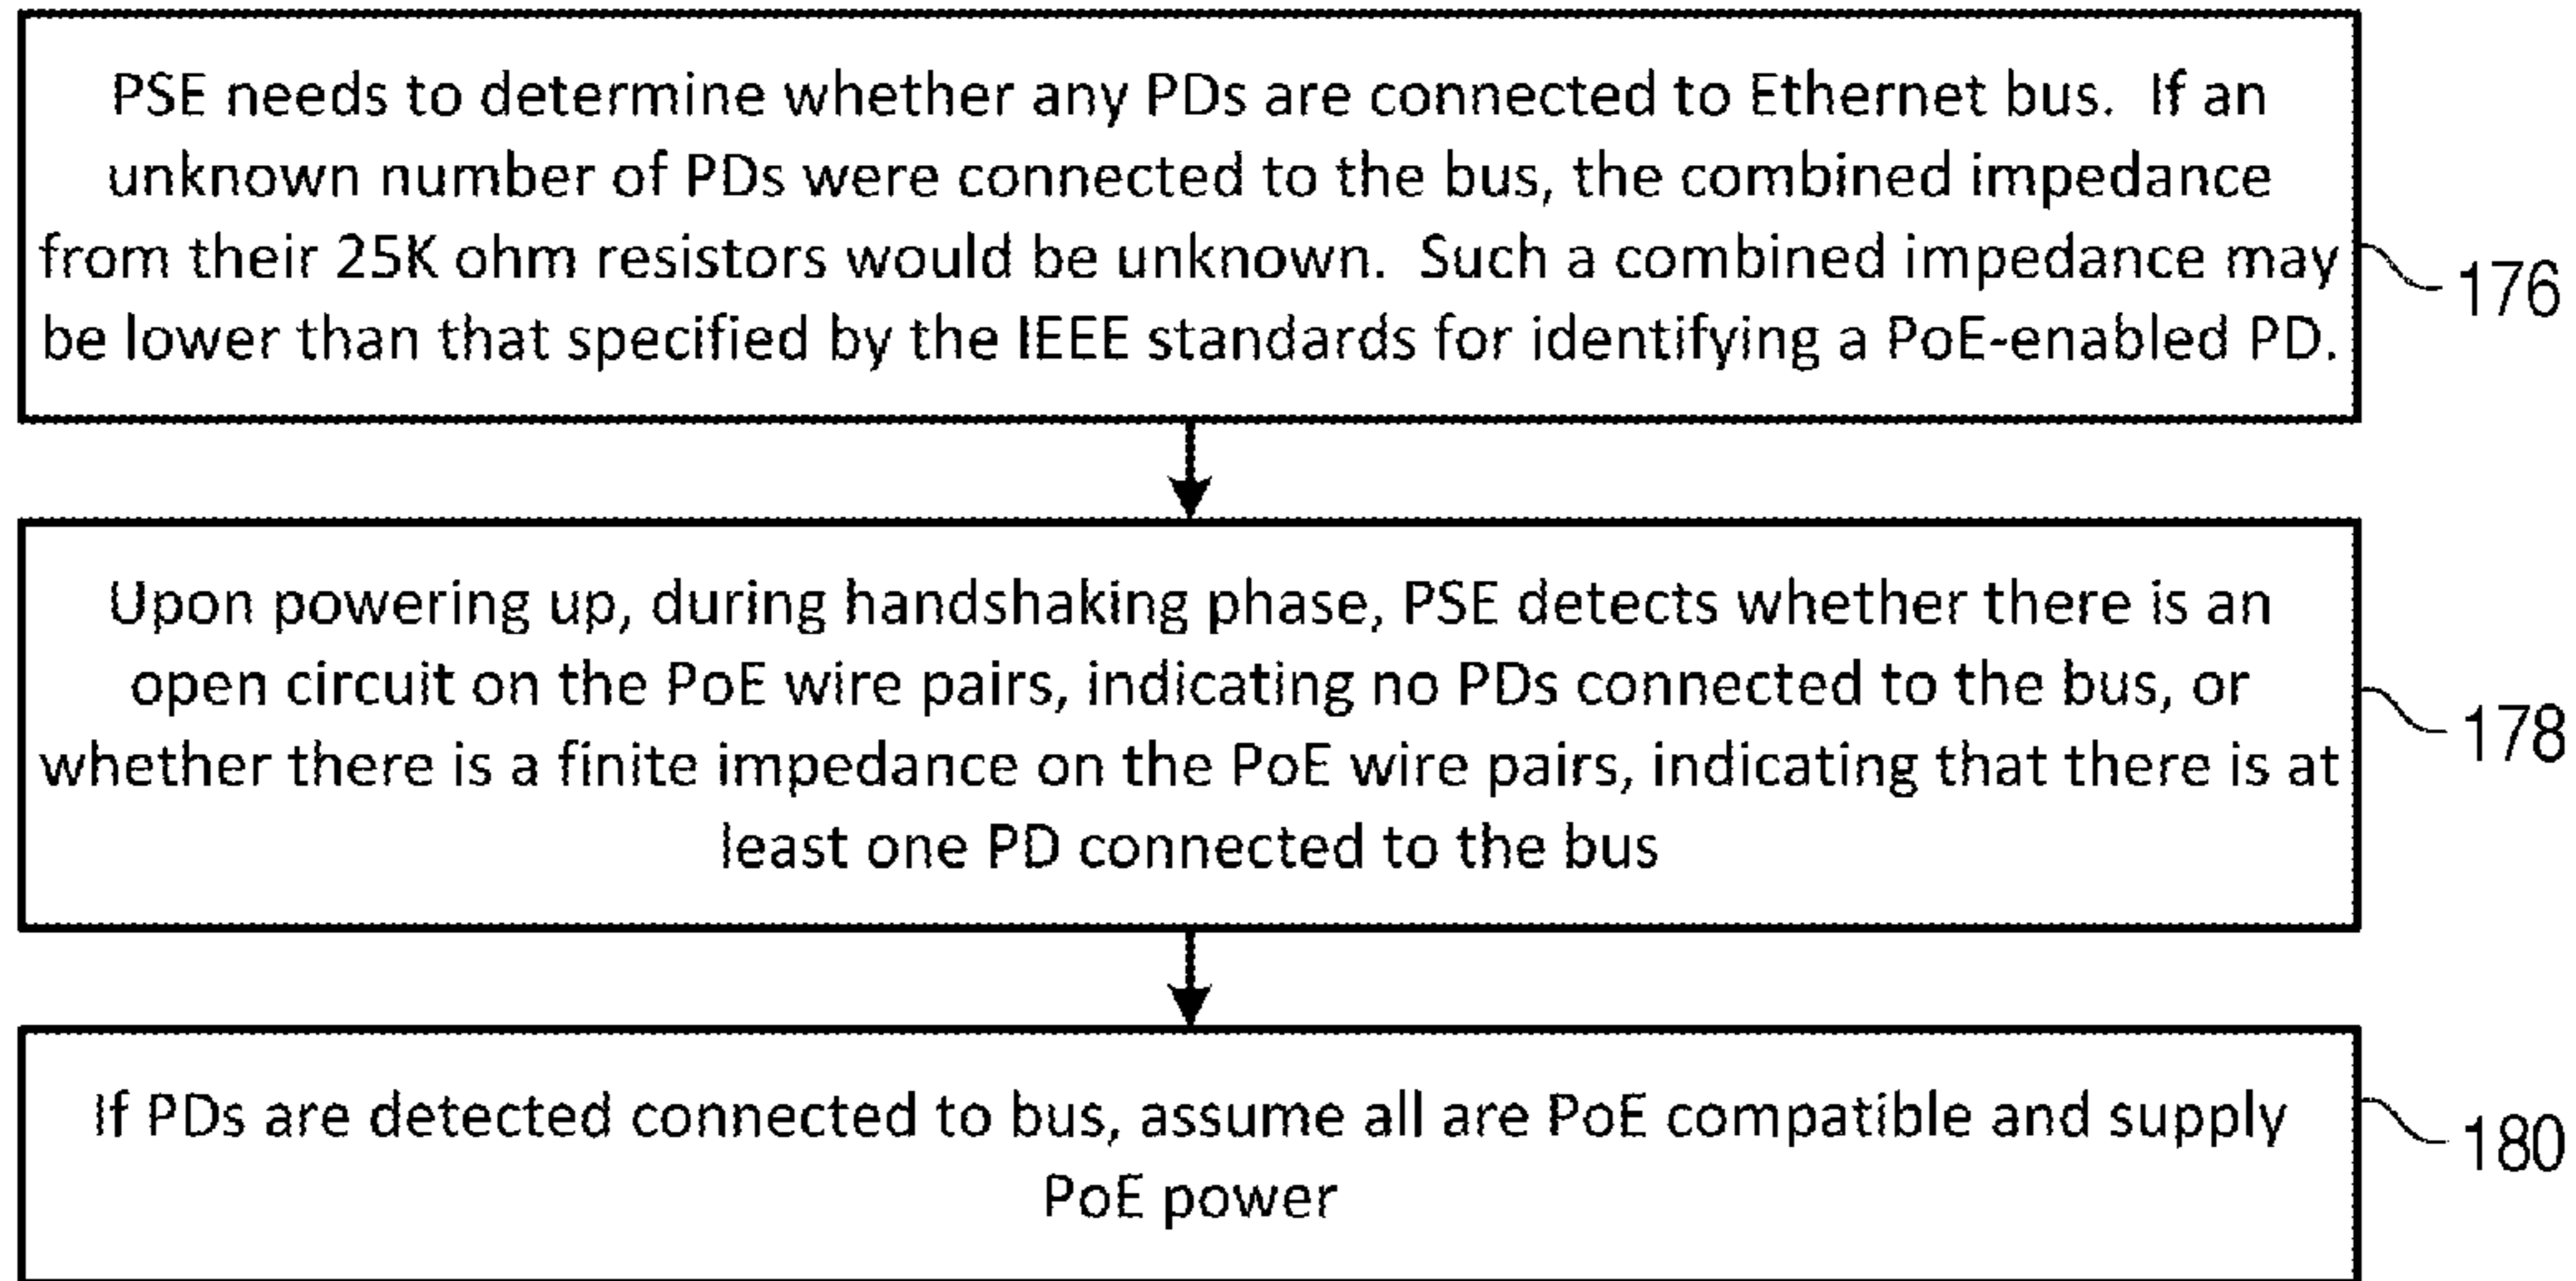 PSE needs to determine whether any PDs are connected to Ethernet bus.  If an
unknown number of PDs were connected to the bus, the combined impedance
from their 25K ohm resistors would be unknown.  Such a combined impedance may
be lower than that specified by the IEEE standards for identifying a PoE-enabled PD.
176
Upon powering up, during handshaking phase, PSE detects whether there is an
open circuit on the PoE wire pairs, indicating no PDs connected to the bus, or
whether there is a finite impedance on the PoE wire pairs, indicating that there is at
least one PD connected to the bus
178
If PDs are detected connected to bus, assume all are PoE compatible and supply
PoE power
180